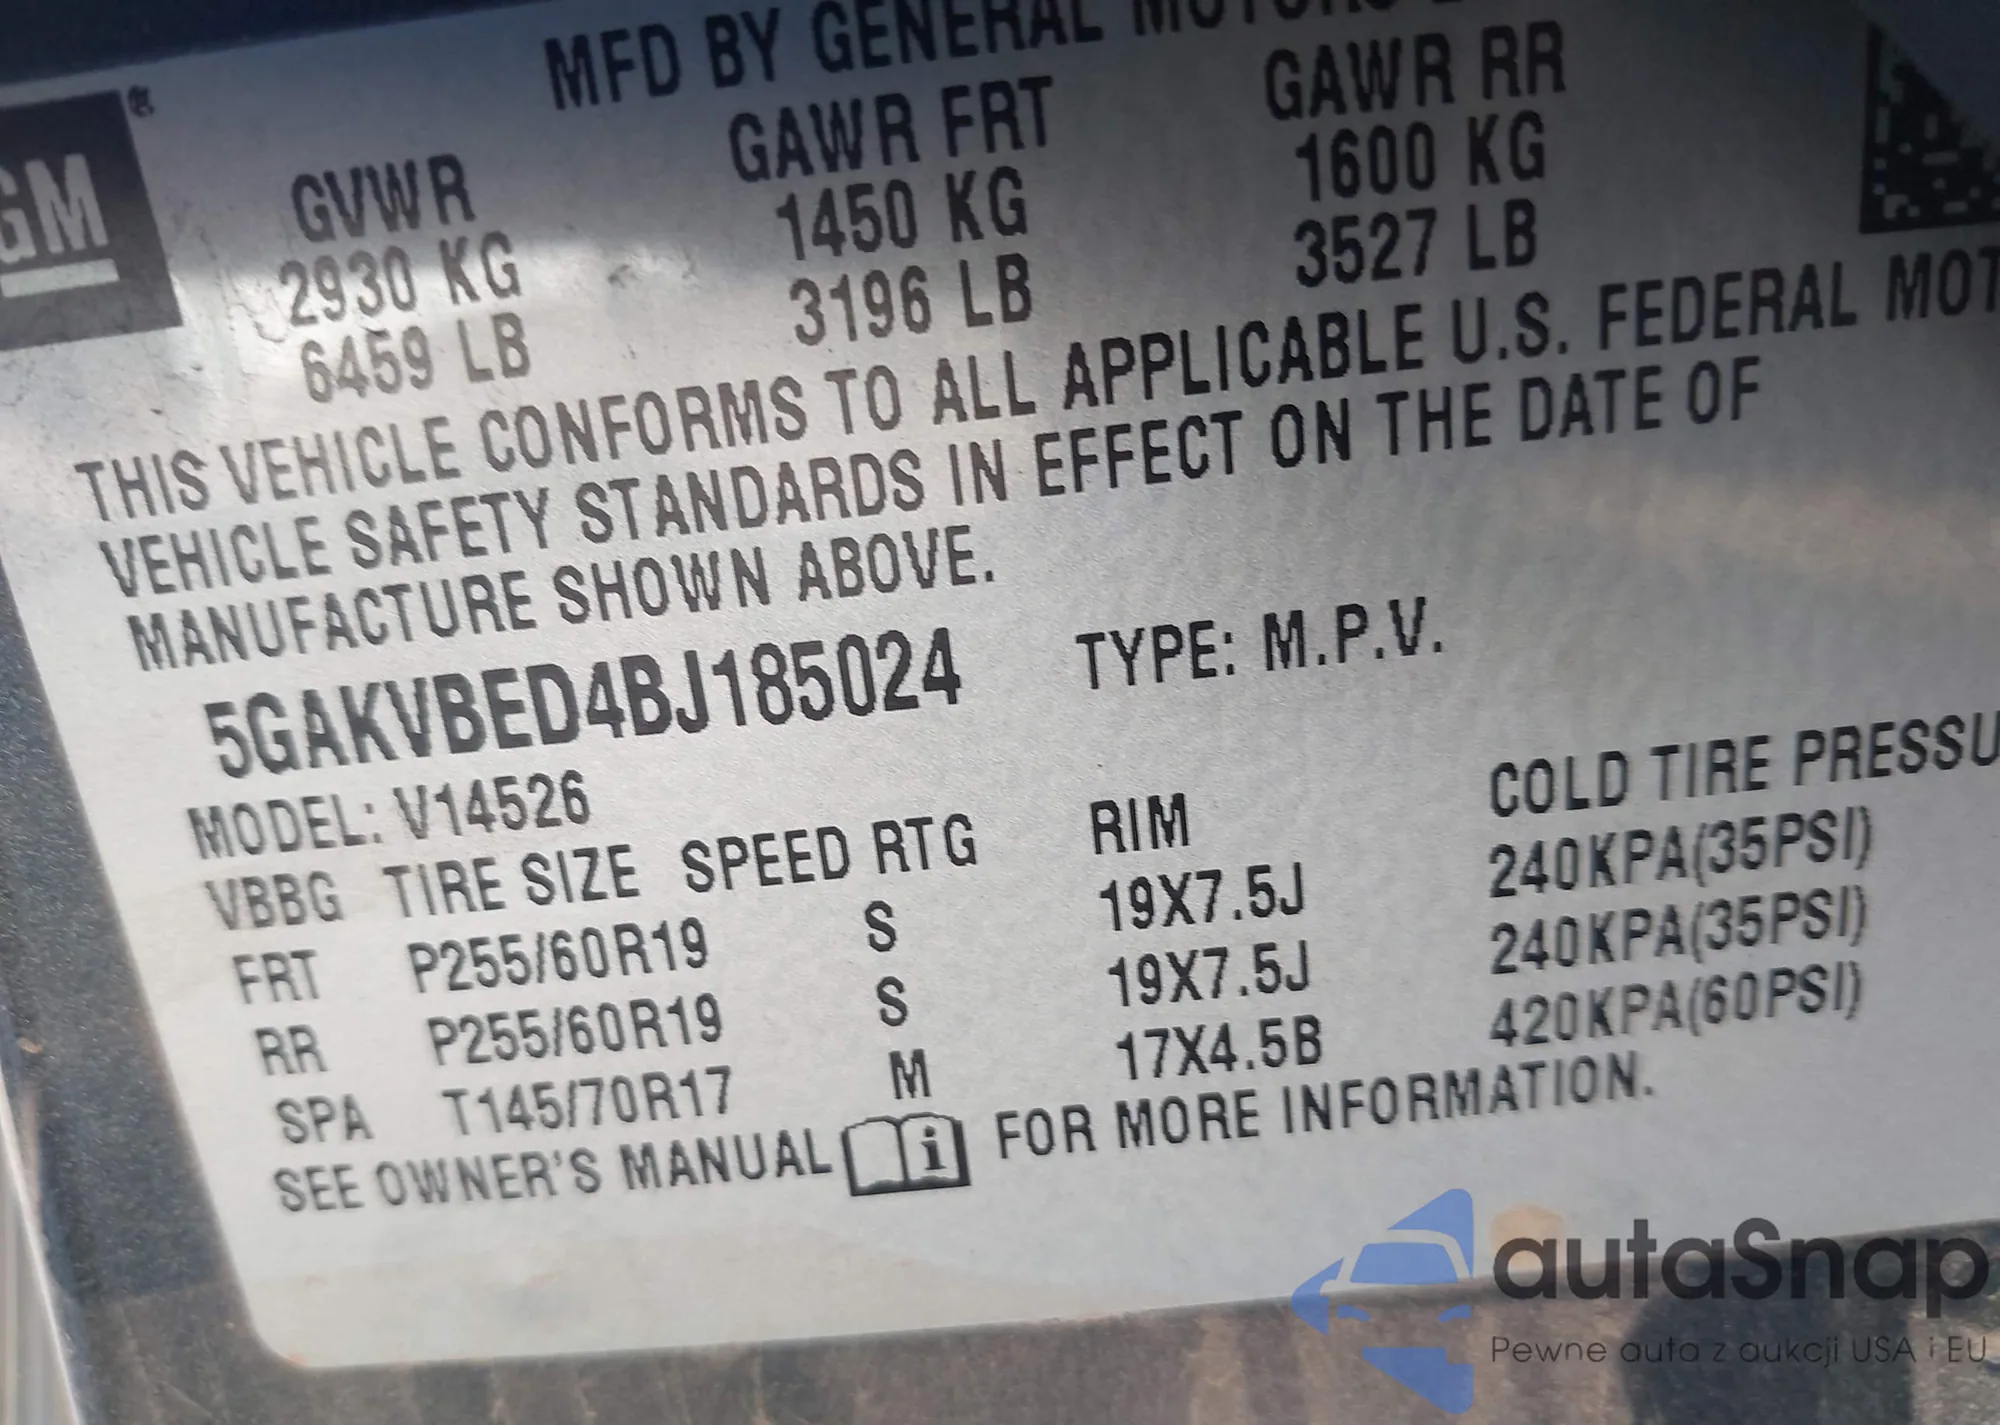 MFD BY GENERAL MOTORS
GM
GVWR GAWR FRT GAWR RR
2930 KG 1450 KG 1600 KG
6459 LB 3196 LB 3527 LB
THIS VEHICLE CONFORMS TO ALL APPLICABLE U.S. FEDERAL MOT
VEHICLE SAFETY STANDARDS IN EFFECT ON THE DATE OF
MANUFACTURE SHOWN ABOVE.
5GAKVBED4BJ185024 TYPE: M.P.V.
MODEL: V14526
VBBG TIRE SIZE SPEED RTG RIM COLD TIRE PRESSU
FRT P255/60R19 S 19X7.5J 240KPA(35PSI)
RR P255/60R19 S 19X7.5J 240KPA(35PSI)
SPA T145/70R17 M 17X4.5B 420KPA(60PSI)
SEE OWNER'S MANUAL i FOR MORE INFORMATION.
autaSnap
Pewne auta z aukcji USA i EU